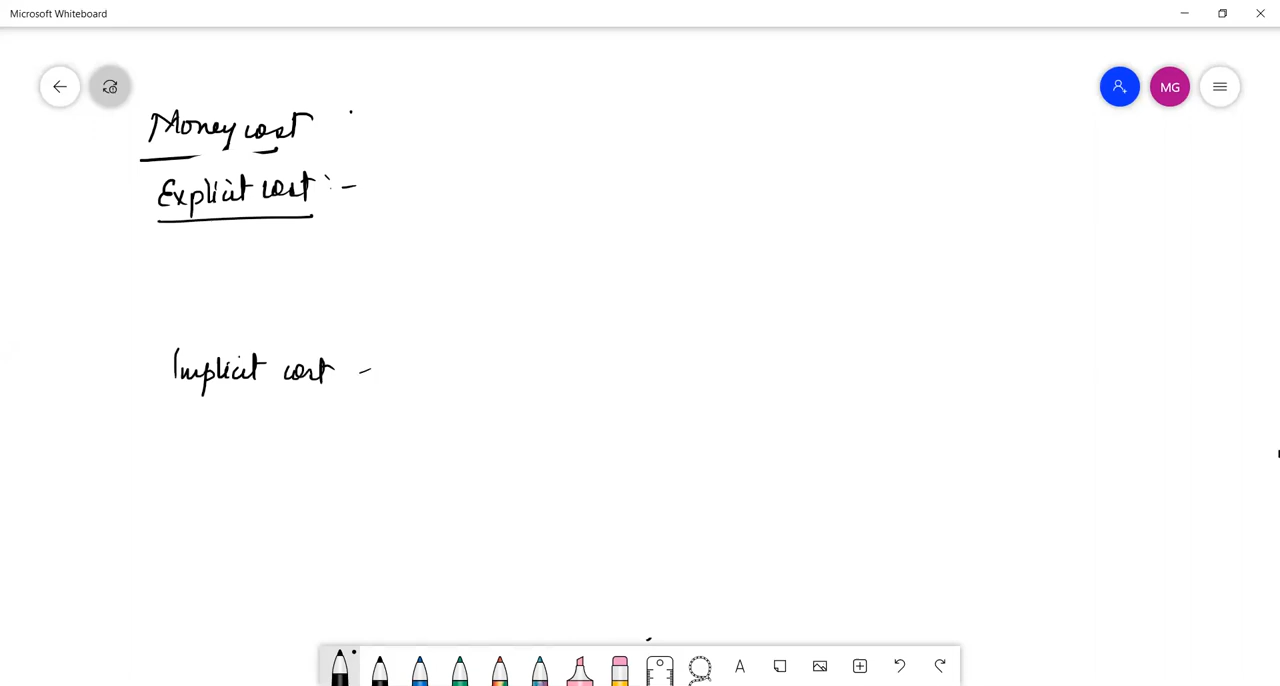 Microsoft Whiteboard
MG
Money cost
Explicit cost :-
Implicit cost -
A